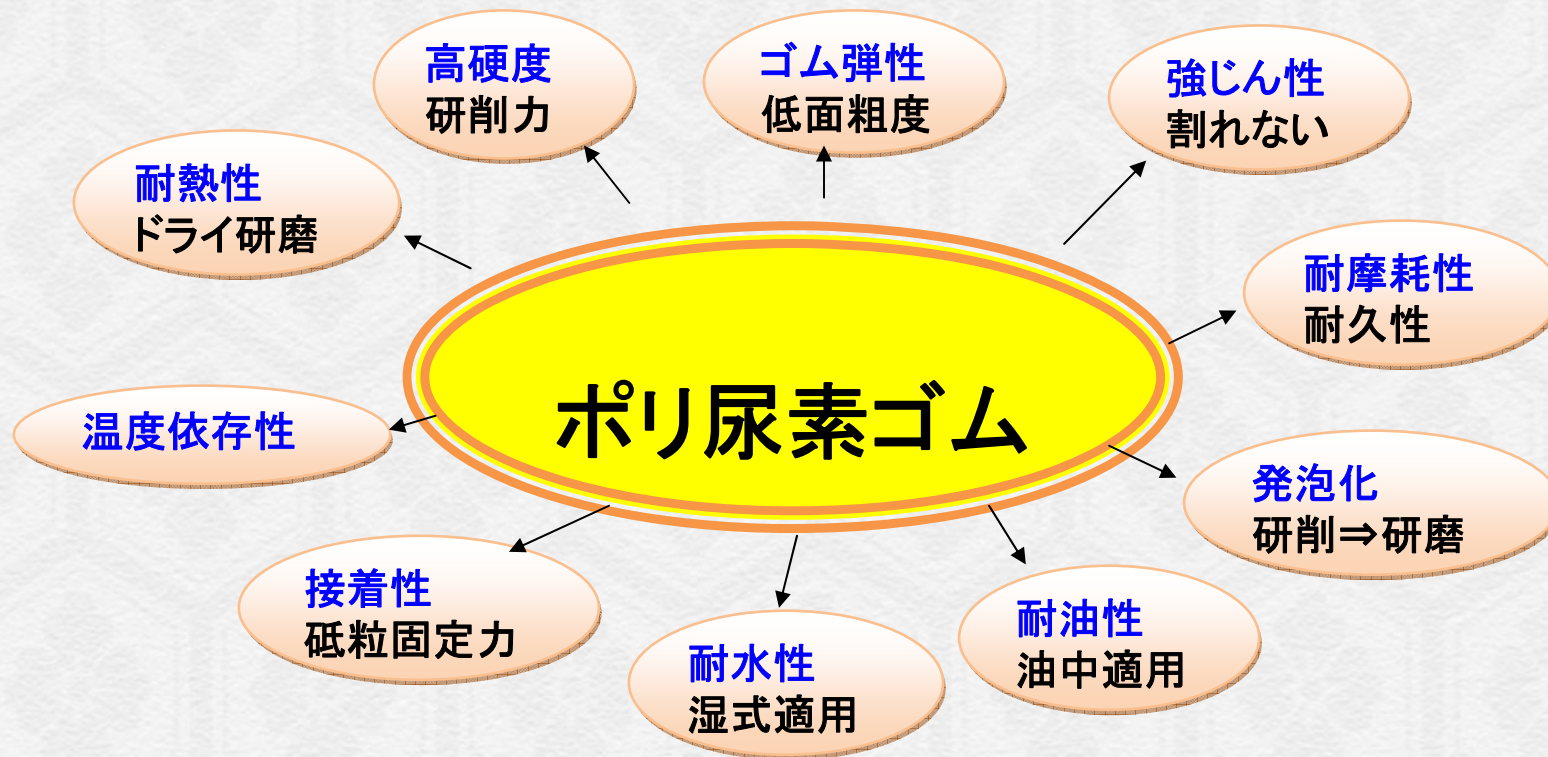 高硬度
研削力
ゴム弾性
低面粗度
強じん性
割れない
耐熱性
ドライ研磨
耐摩耗性
耐久性
ポリ尿素ゴム
温度依存性
発泡化
研削⇒研磨
接着性
砥粒固定力
耐油性
油中適用
耐水性
湿式適用